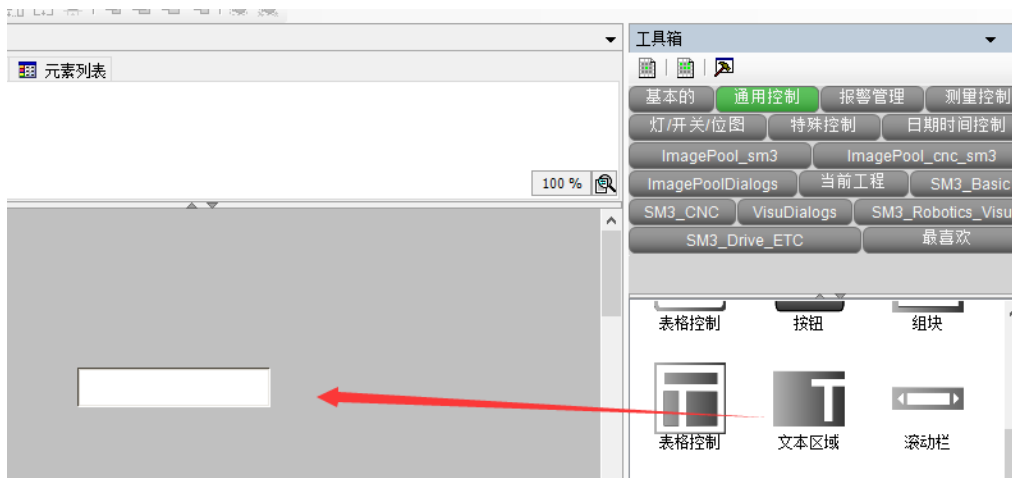 工具箱
元素列表
基本的 通用控制 报警管理 测量控制
灯/开关/位图 特殊控制 日期时间控制
ImagePool_sm3 ImagePool_cnc_sm3
100 % ImagePoolDialogs 当前工程 SM3_Basic
SM3_CNC VisuDialogs SM3_Robotics_Visu
SM3_Drive_ETC 最喜欢
表格控制 按钮 组块
表格控制 文本区域 滚动栏